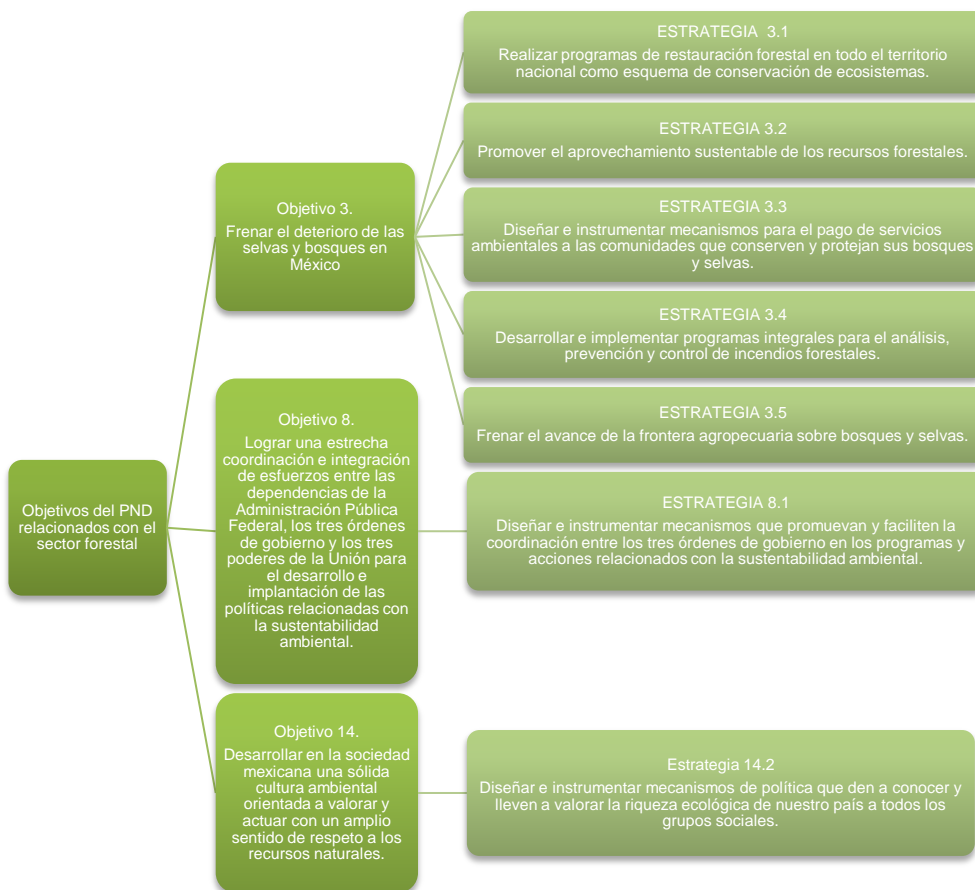 Objetivos del PND
relacionados con el
sector forestal
Objetivo 3.
Frenar el deterioro de las
selvas y bosques en
México
ESTRATEGIA 3.1
Realizar programas de restauración forestal en todo el territorio
nacional como esquema de conservación de ecosistemas.
ESTRATEGIA 3.2
Promover el aprovechamiento sustentable de los recursos forestales.
ESTRATEGIA 3.3
Diseñar e instrumentar mecanismos para el pago de servicios
ambientales a las comunidades que conserven y protejan sus bosques
y selvas.
ESTRATEGIA 3.4
Desarrollar e implementar programas integrales para el análisis,
prevención y control de incendios forestales.
ESTRATEGIA 3.5
Frenar el avance de la frontera agropecuaria sobre bosques y selvas.
Objetivo 8.
Lograr una estrecha
coordinación e integración
de esfuerzos entre las
dependencias de la
Administración Pública
Federal, los tres órdenes
de gobierno y los tres
poderes de la Unión para
el desarrollo e
implantación de las
políticas relacionadas con
la sustentabilidad
ambiental.
ESTRATEGIA 8.1
Diseñar e instrumentar mecanismos que promuevan y faciliten la
coordinación entre los tres órdenes de gobierno en los programas y
acciones relacionados con la sustentabilidad ambiental.
Objetivo 14.
Desarrollar en la sociedad
mexicana una sólida
cultura ambiental
orientada a valorar y
actuar con un amplio
sentido de respeto a los
recursos naturales.
Estrategia 14.2
Diseñar e instrumentar mecanismos de política que den a conocer y
lleven a valorar la riqueza ecológica de nuestro país a todos los
grupos sociales.